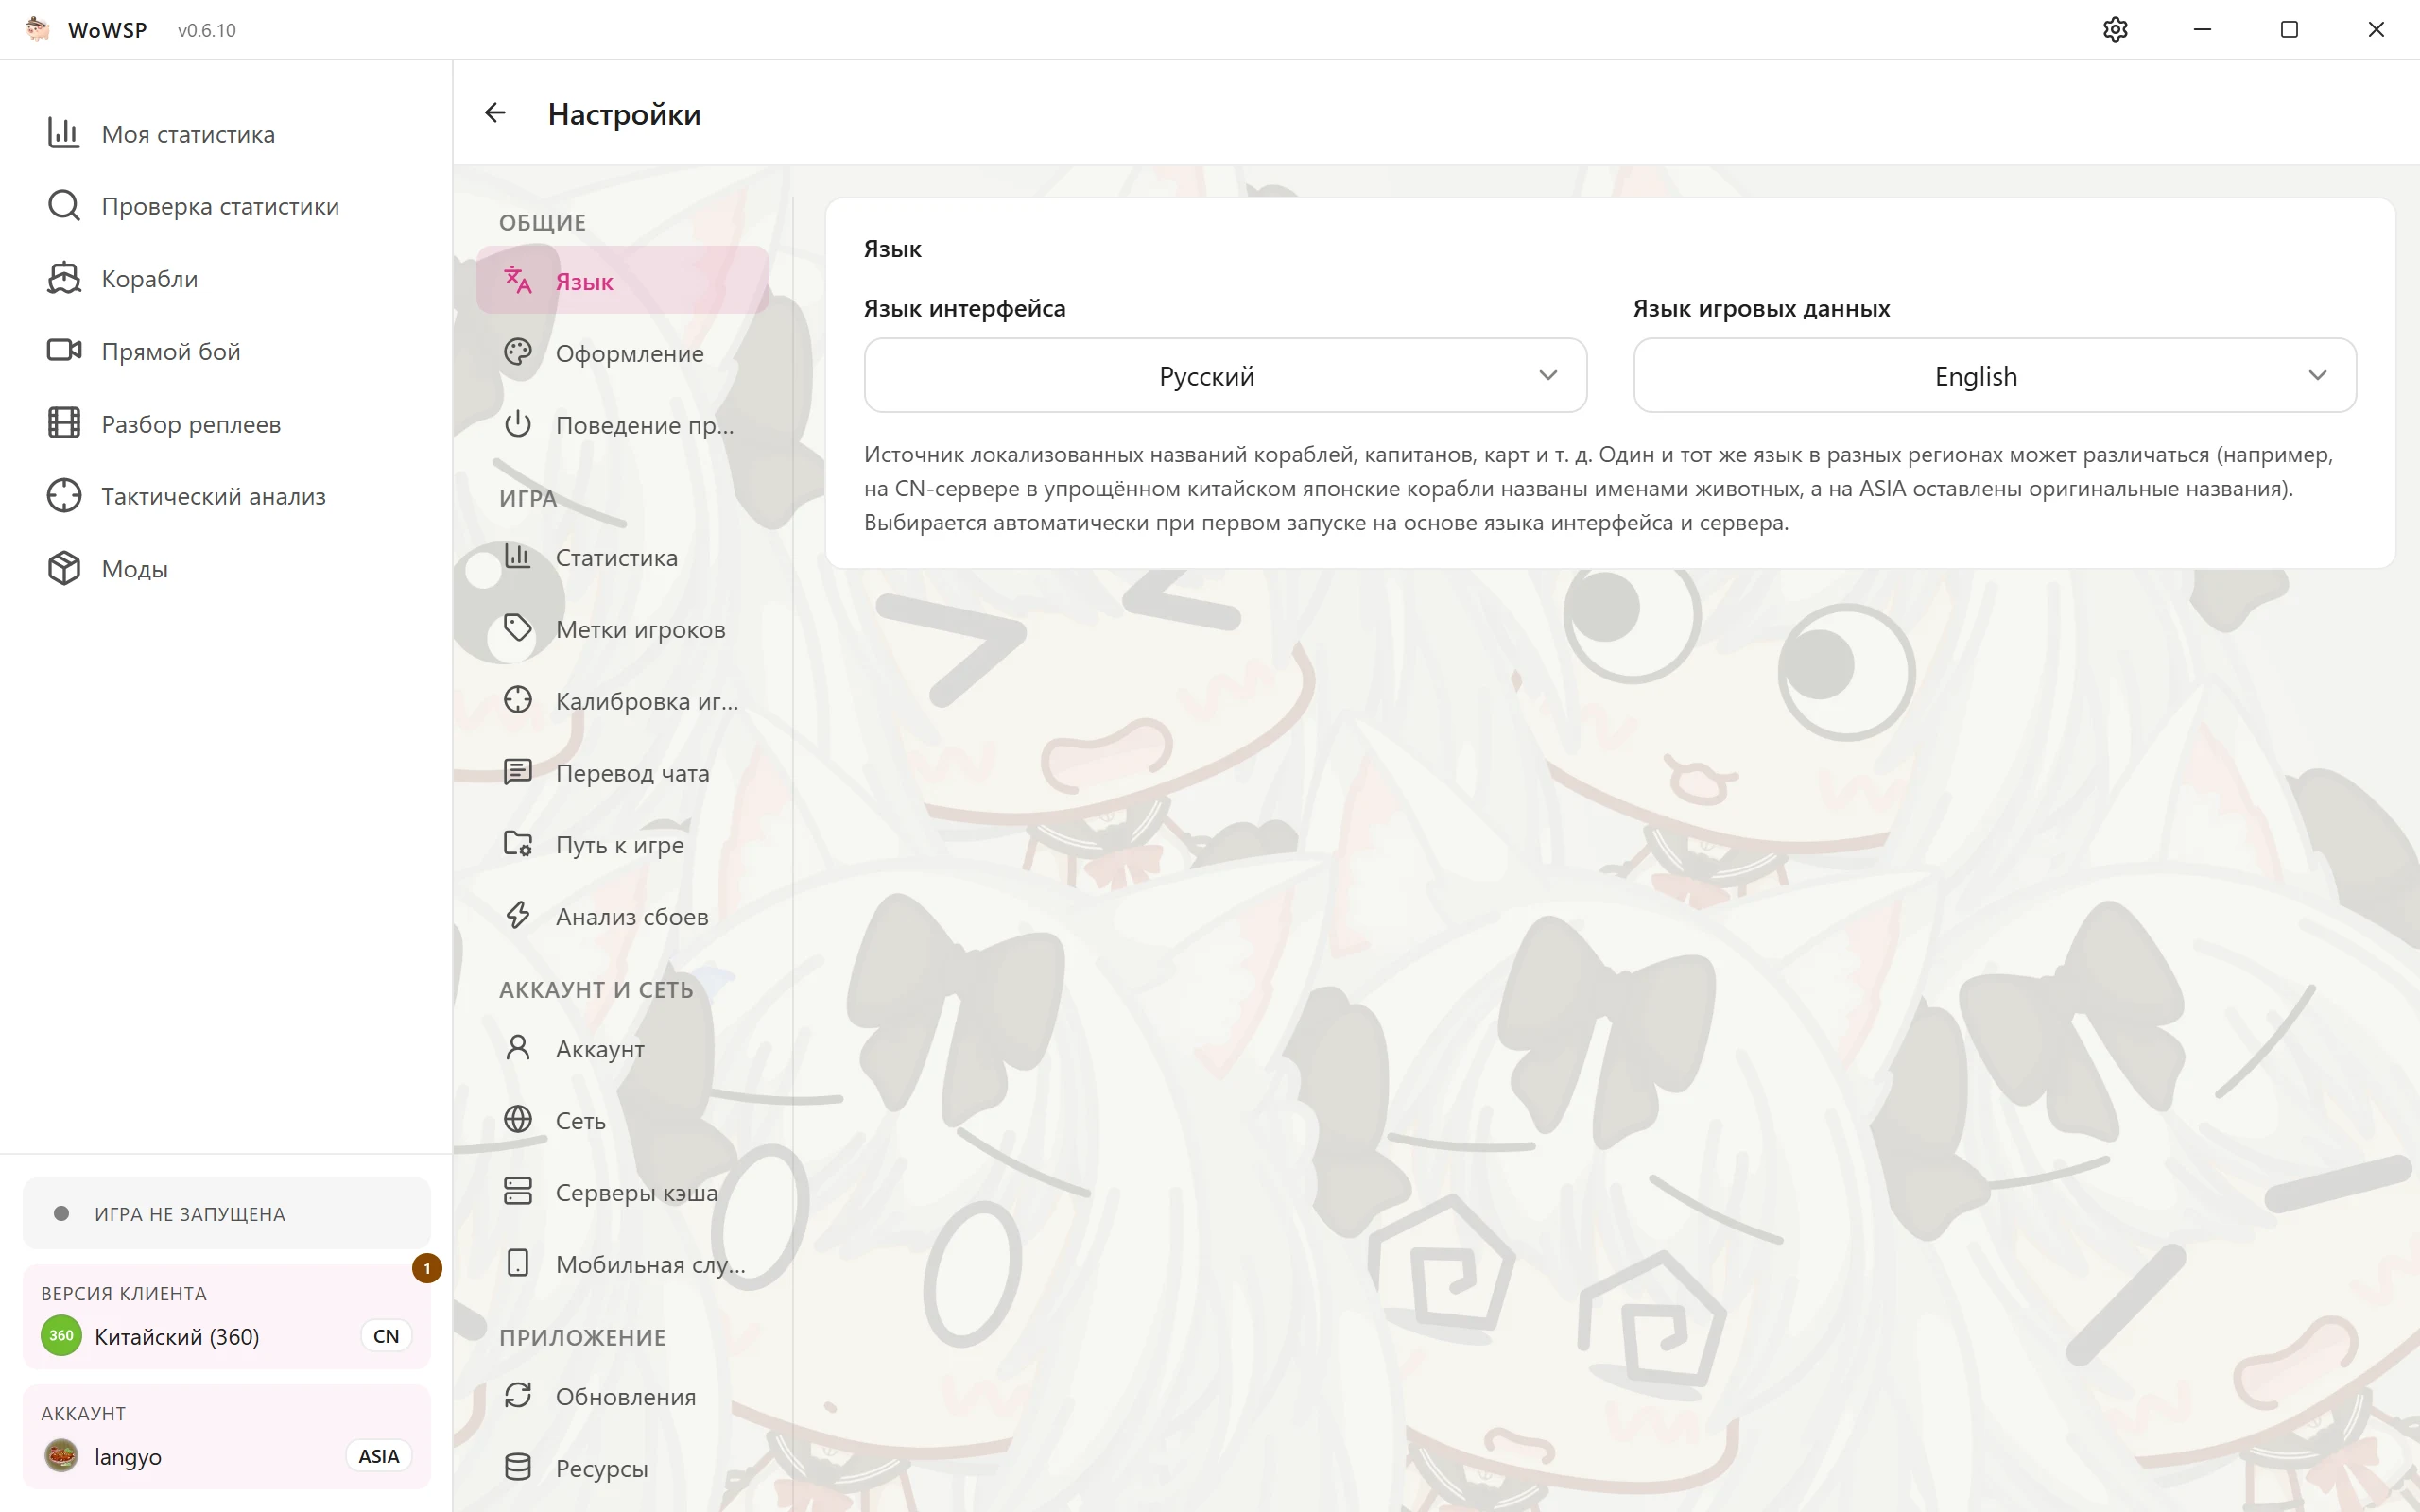 WoWSP v0.6.10
Моя статистика
Проверка статистики
Корабли
Прямой бой
Разбор реплеев
Тактический анализ
Моды
ИГРА НЕ ЗАПУЩЕНА
1
ВЕРСИЯ КЛИЕНТА
360 Китайский (360) CN
АККАУНТ
langyo ASIA
Настройки
ОБЩИЕ
Язык
Оформление
Поведение пр...
ИГРА
Статистика
Метки игроков
Калибровка иг...
Перевод чата
Путь к игре
Анализ сбоев
АККАУНТ И СЕТЬ
Аккаунт
Сеть
Серверы кэша
Мобильная слу...
ПРИЛОЖЕНИЕ
Обновления
Ресурсы
Язык
Язык интерфейса
Русский
Язык игровых данных
English
Источник локализованных названий кораблей, капитанов, карт и т. д. Один и тот же язык в разных регионах может различаться (например,
на CN-сервере в упрощённом китайском японские корабли названы именами животных, а на ASIA оставлены оригинальные названия).
Выбирается автоматически при первом запуске на основе языка интерфейса и сервера.